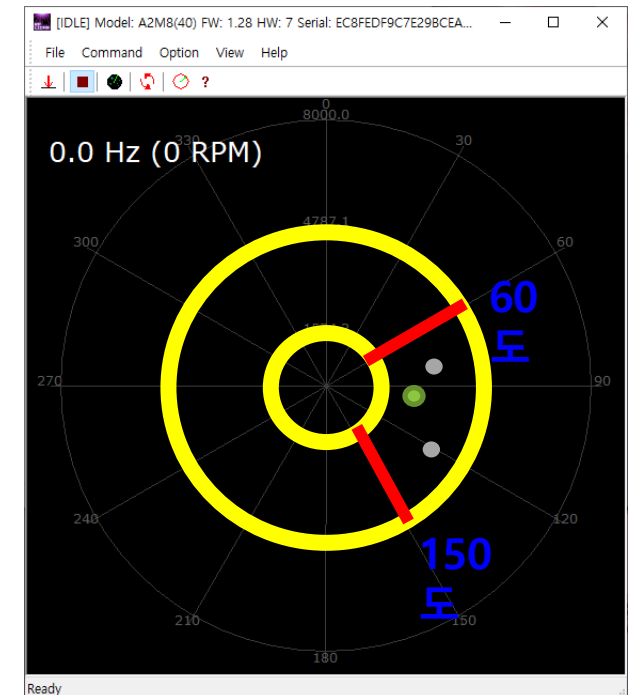 [IDLE] Model: A2M8(40) FW: 1.28 HW: 7 Serial: EC8FEDF9C7E29BCEA...
File Command Option View Help
?
0
8000.0
0.0 Hz (0 RPM)
330
30
4787.1
300
60
60
도
270
90
240
120
150
도
210
150
180
Ready